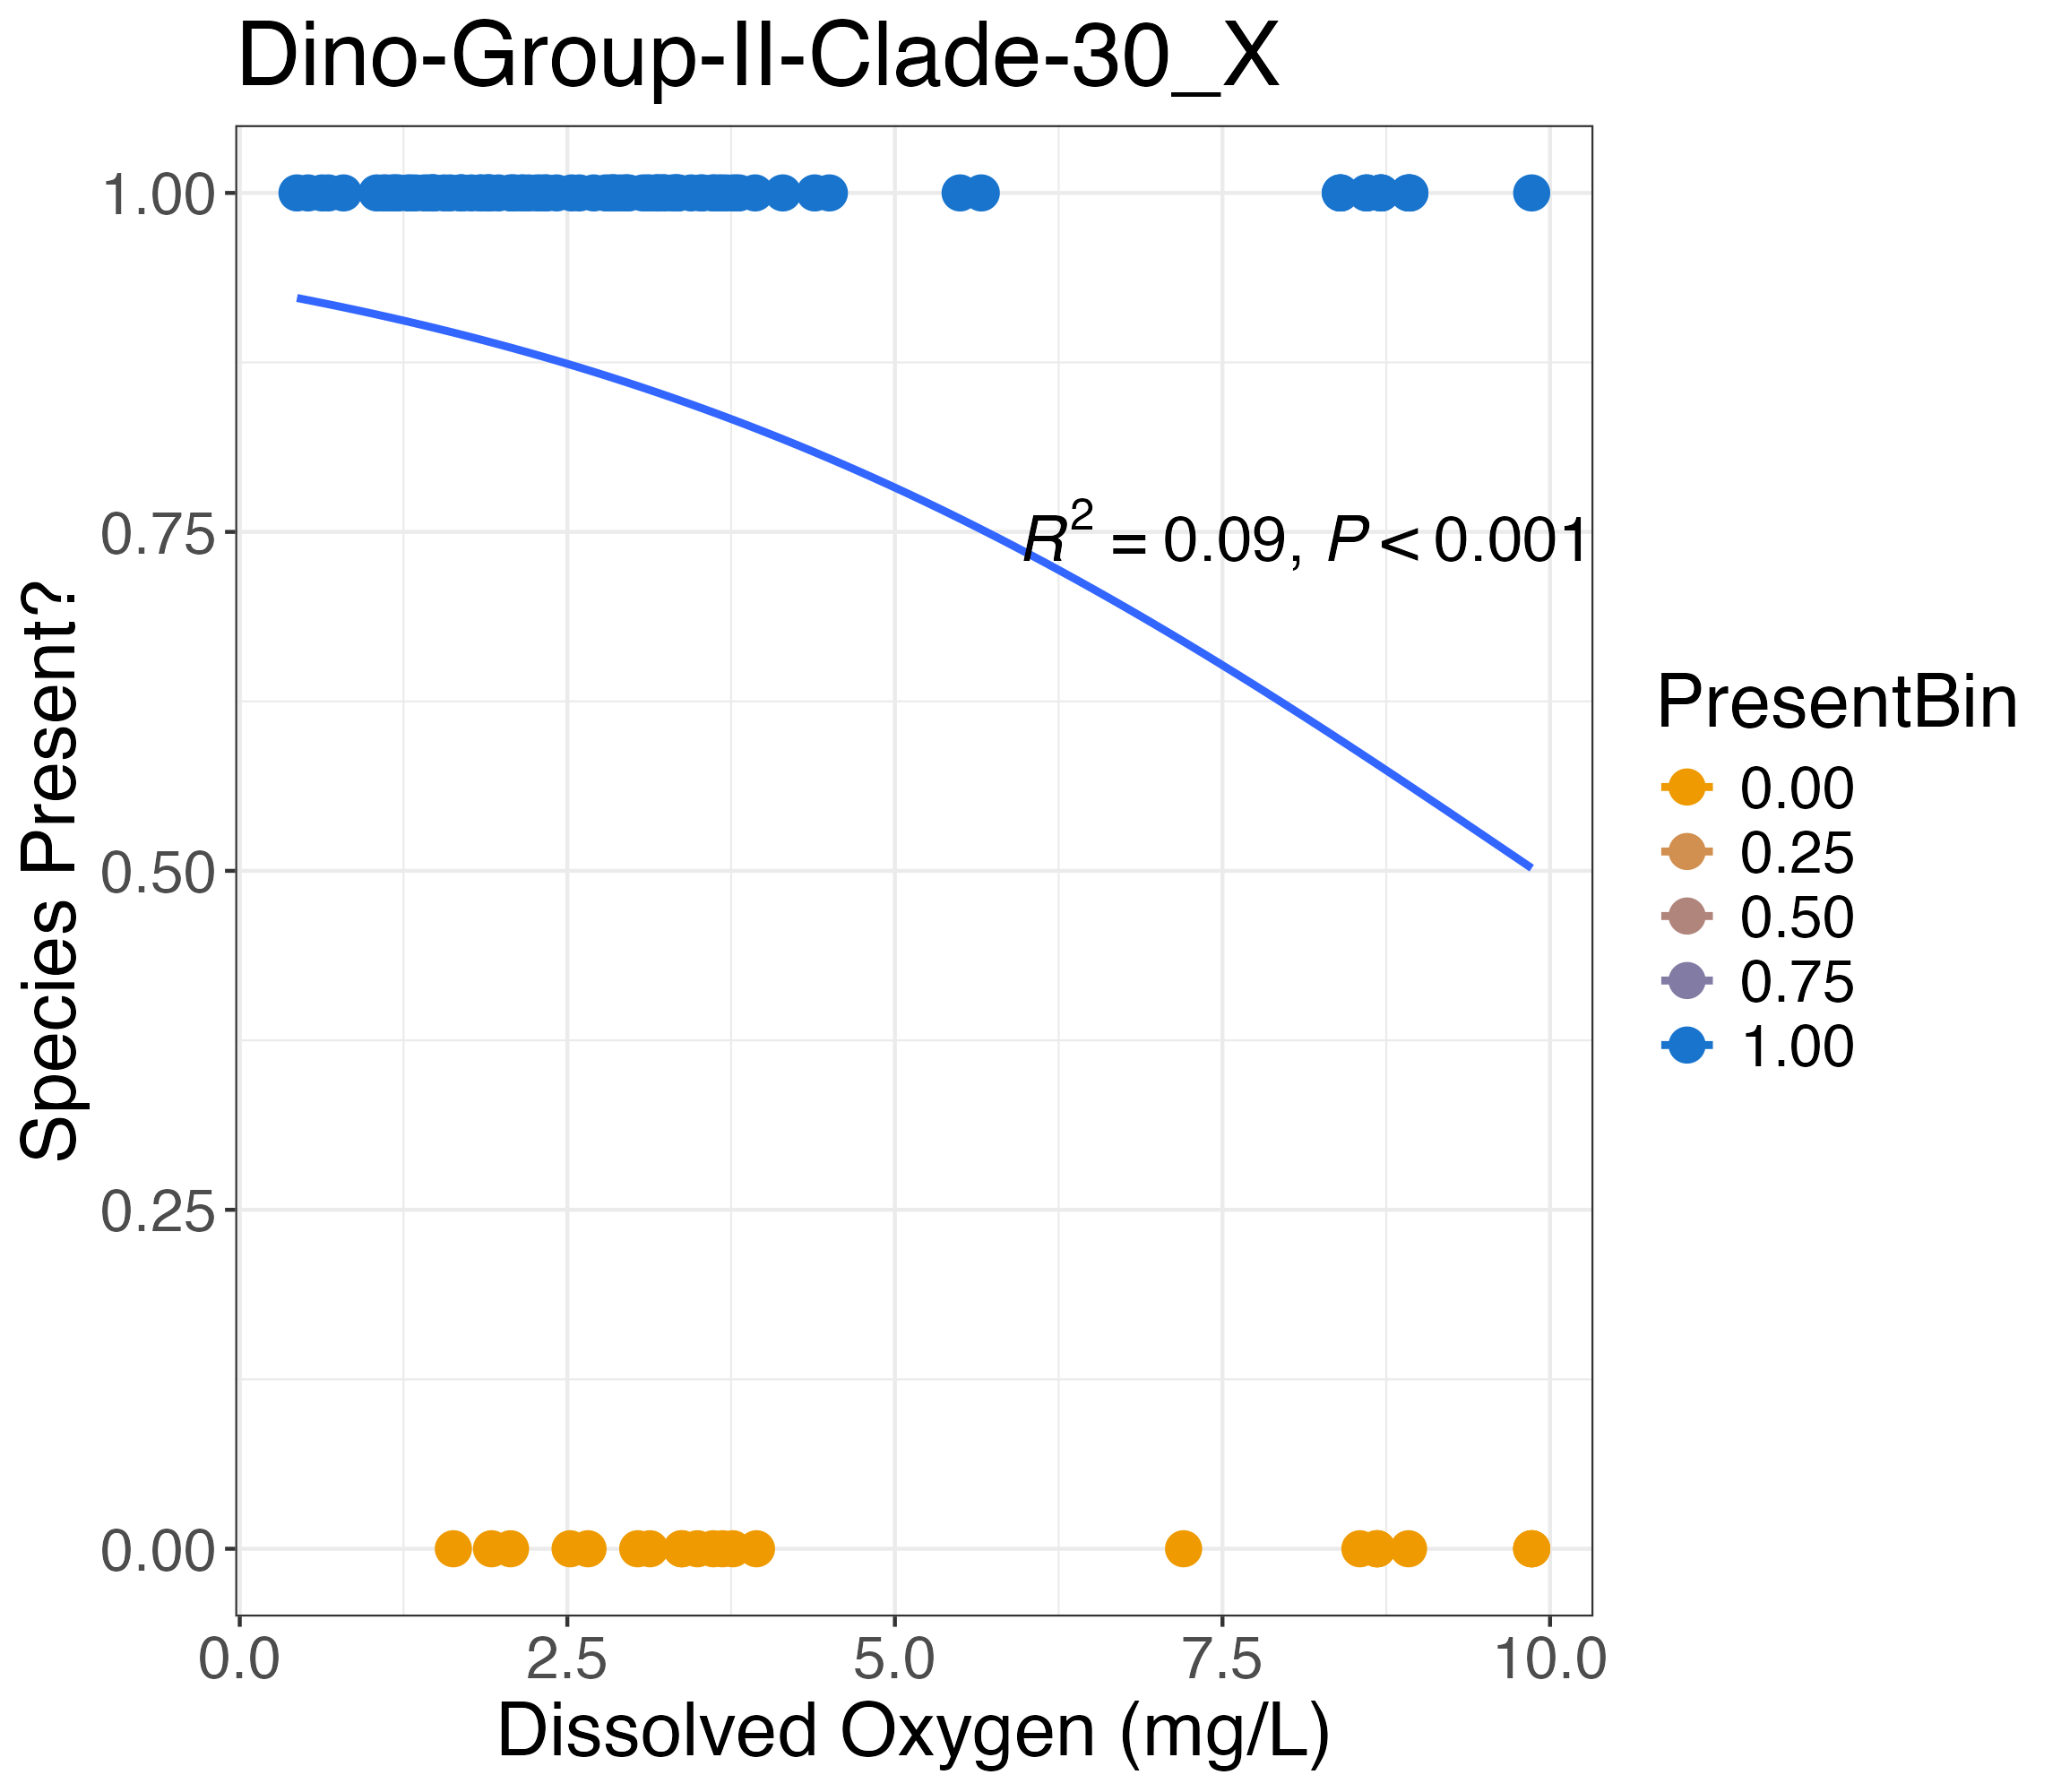 Dino-Group-II-Clade-30_X
1.00
0.75
0.50
0.25
0.00
Species Present?
R² = 0.09, P < 0.001
0.0 2.5 5.0 7.5 10.0
Dissolved Oxygen (mg/L)
PresentBin
0.00
0.25
0.50
0.75
1.00